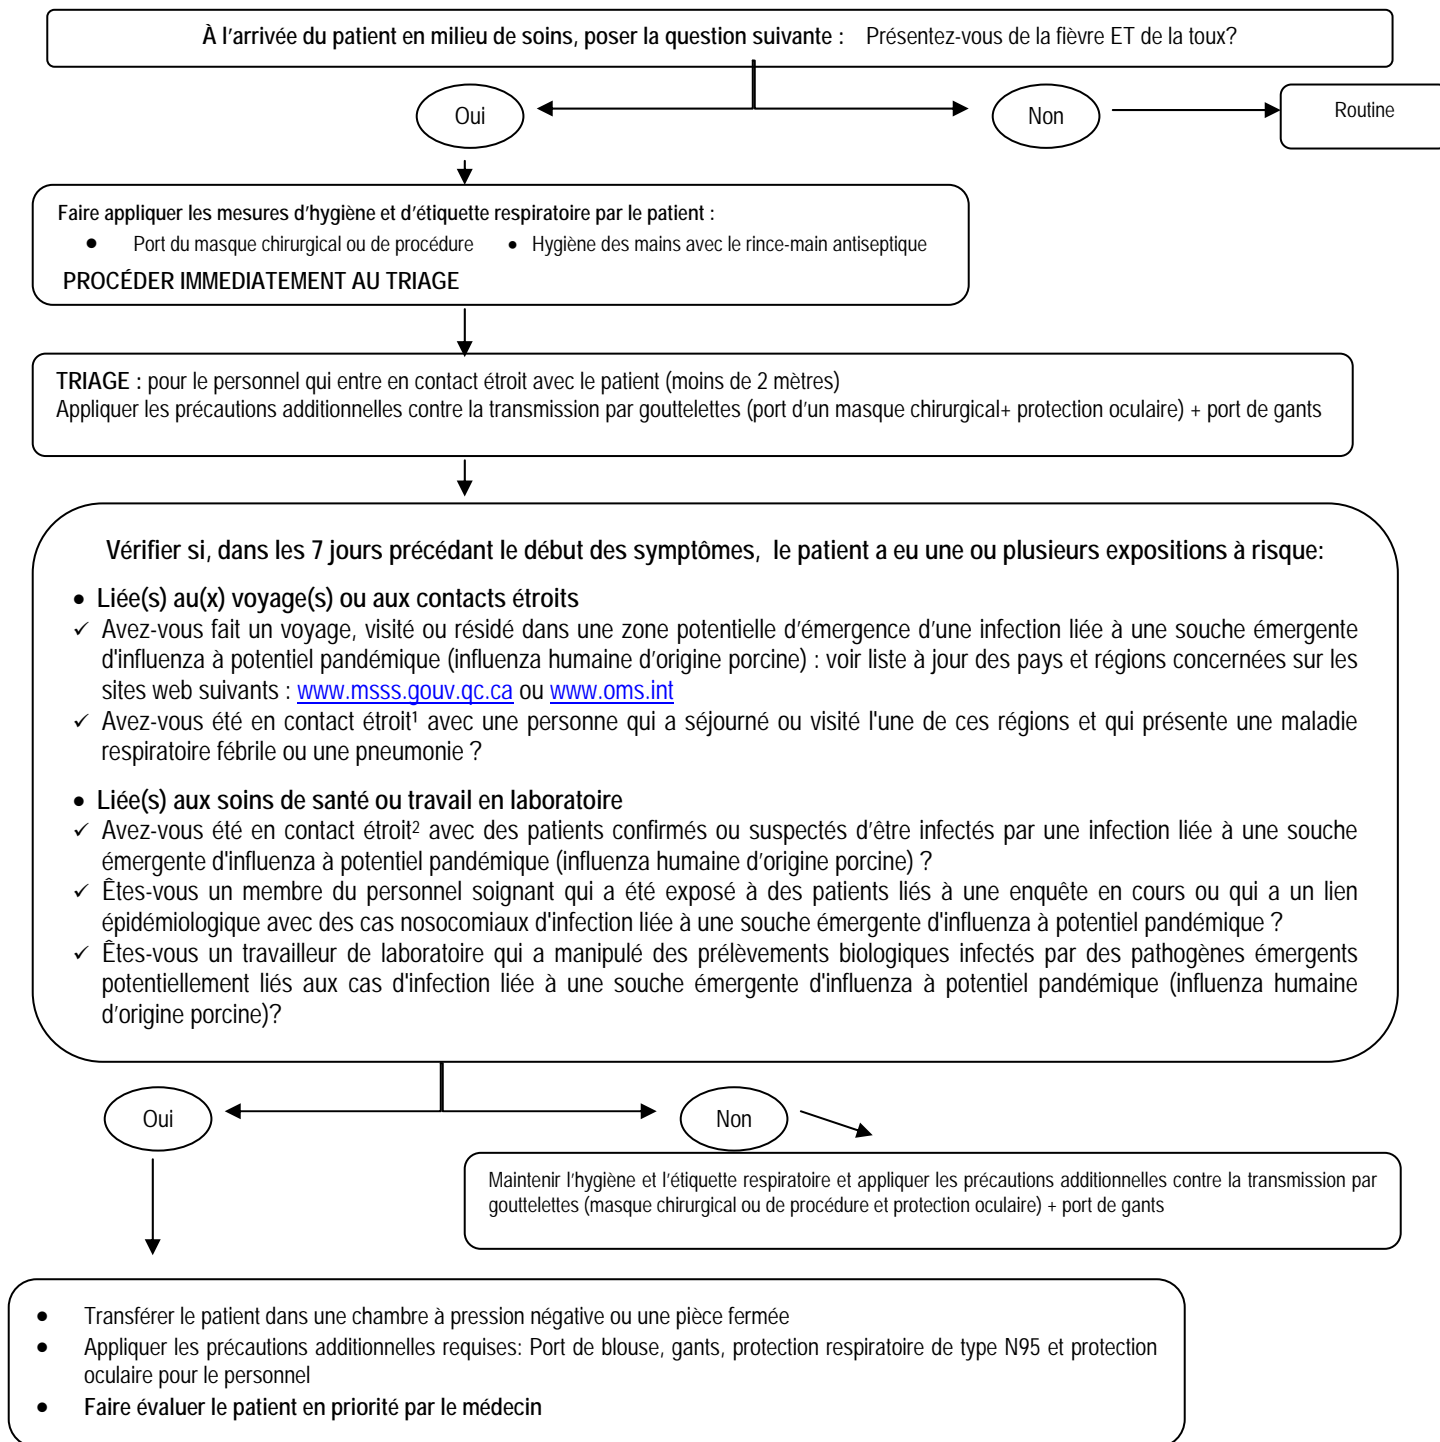 À l'arrivée du patient en milieu de soins, poser la question suivante : Présentez-vous de la fièvre ET de la toux?
Oui
Non
Routine
Faire appliquer les mesures d'hygiène et d'étiquette respiratoire par le patient :
• Port du masque chirurgical ou de procédure • Hygiène des mains avec le rince-main antiseptique
PROCÉDER IMMEDIATEMENT AU TRIAGE
TRIAGE : pour le personnel qui entre en contact étroit avec le patient (moins de 2 mètres)
Appliquer les précautions additionnelles contre la transmission par gouttelettes (port d'un masque chirurgical+ protection oculaire) + port de gants
Vérifier si, dans les 7 jours précédant le début des symptômes, le patient a eu une ou plusieurs expositions à risque:
• Liée(s) au(x) voyage(s) ou aux contacts étroits
✓ Avez-vous fait un voyage, visité ou résidé dans une zone potentielle d'émergence d'une infection liée à une souche émergente
d'influenza à potentiel pandémique (influenza humaine d'origine porcine) : voir liste à jour des pays et régions concernées sur les
sites web suivants : www.msss.gouv.qc.ca ou www.oms.int
✓ Avez-vous été en contact étroit¹ avec une personne qui a séjourné ou visité l'une de ces régions et qui présente une maladie
respiratoire fébrile ou une pneumonie ?
• Liée(s) aux soins de santé ou travail en laboratoire
✓ Avez-vous été en contact étroit² avec des patients confirmés ou suspectés d'être infectés par une infection liée à une souche
émergente d'influenza à potentiel pandémique (influenza humaine d'origine porcine) ?
✓ Êtes-vous un membre du personnel soignant qui a été exposé à des patients liés à une enquête en cours ou qui a un lien
épidémiologique avec des cas nosocomiaux d'infection liée à une souche émergente d'influenza à potentiel pandémique ?
✓ Êtes-vous un travailleur de laboratoire qui a manipulé des prélèvements biologiques infectés par des pathogènes émergents
potentiellement liés aux cas d'infection liée à une souche émergente d'influenza à potentiel pandémique (influenza humaine
d'origine porcine)?
Oui
Non
Maintenir l'hygiène et l'étiquette respiratoire et appliquer les précautions additionnelles contre la transmission par
gouttelettes (masque chirurgical ou de procédure et protection oculaire) + port de gants
• Transférer le patient dans une chambre à pression négative ou une pièce fermée
• Appliquer les précautions additionnelles requises: Port de blouse, gants, protection respiratoire de type N95 et protection
oculaire pour le personnel
• Faire évaluer le patient en priorité par le médecin